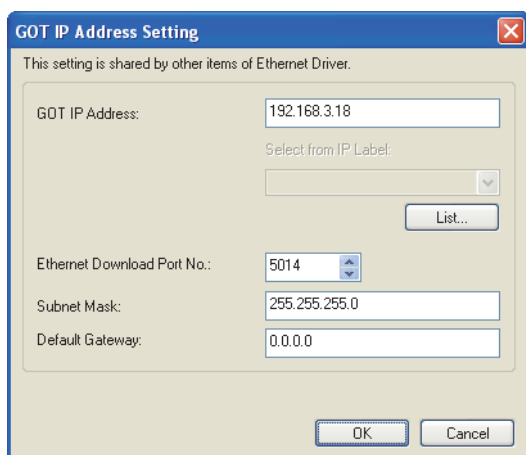 GOT IP Address Setting
This setting is shared by other items of Ethernet Driver.
GOT IP Address: 192.168.3.18
Select from IP Label:
List...
Ethernet Download Port No.: 5014
Subnet Mask: 255.255.255.0
Default Gateway: 0.0.0.0
OK Cancel